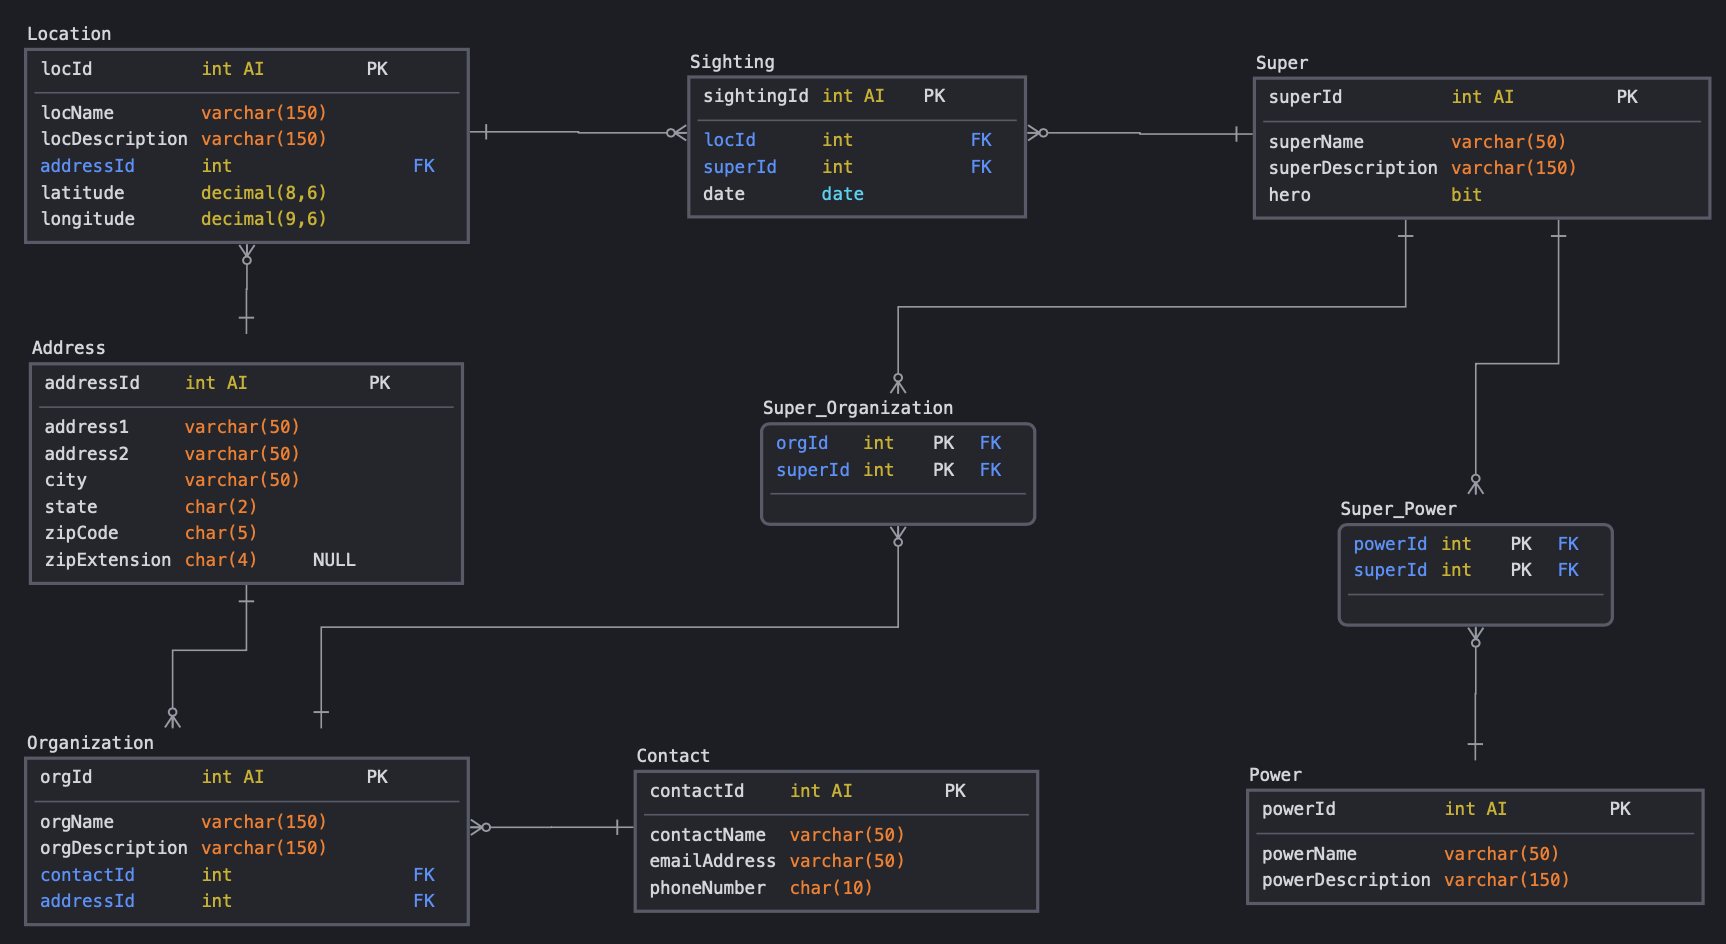 Location
locId int AI PK
locName varchar(150)
locDescription varchar(150)
addressId int FK
latitude decimal(8,6)
longitude decimal(9,6)
Sighting
sightingId int AI PK
locId int FK
superId int FK
date date
Super
superId int AI PK
superName varchar(50)
superDescription varchar(150)
hero bit
Address
addressId int AI PK
address1 varchar(50)
address2 varchar(50)
city varchar(50)
state char(2)
zipCode char(5)
zipExtension char(4) NULL
Super_Organization
orgId int PK FK
superId int PK FK
Super_Power
powerId int PK FK
superId int PK FK
Organization
orgId int AI PK
orgName varchar(150)
orgDescription varchar(150)
contactId int FK
addressId int FK
Contact
contactId int AI PK
contactName varchar(50)
emailAddress varchar(50)
phoneNumber char(10)
Power
powerId int AI PK
powerName varchar(50)
powerDescription varchar(150)